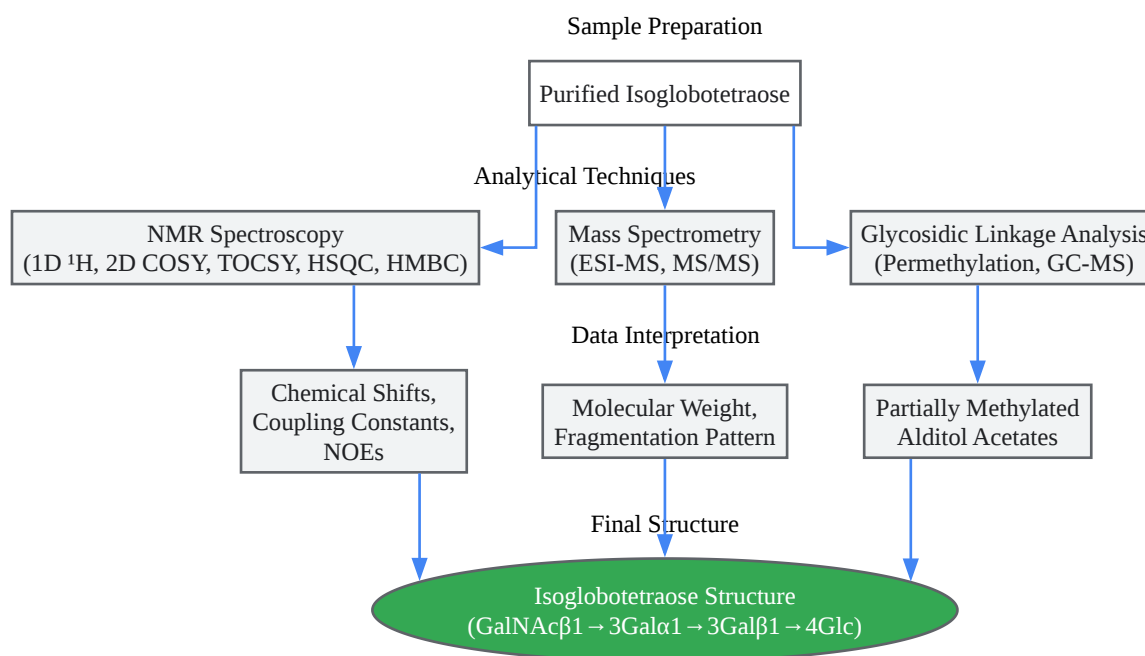 Sample Preparation
Purified Isoglobotetraose
Analytical Techniques
NMR Spectroscopy
(1D ¹H, 2D COSY, TOCSY, HSQC, HMBC)
Mass Spectrometry
(ESI-MS, MS/MS)
Glycosidic Linkage Analysis
(Permethylation, GC-MS)
Data Interpretation
Chemical Shifts,
Coupling Constants,
NOEs
Molecular Weight,
Fragmentation Pattern
Partially Methylated
Alditol Acetates
Final Structure
Isoglobotetraose Structure
(GalNAcβ1→3Galα1→3Galβ1→4Glc)